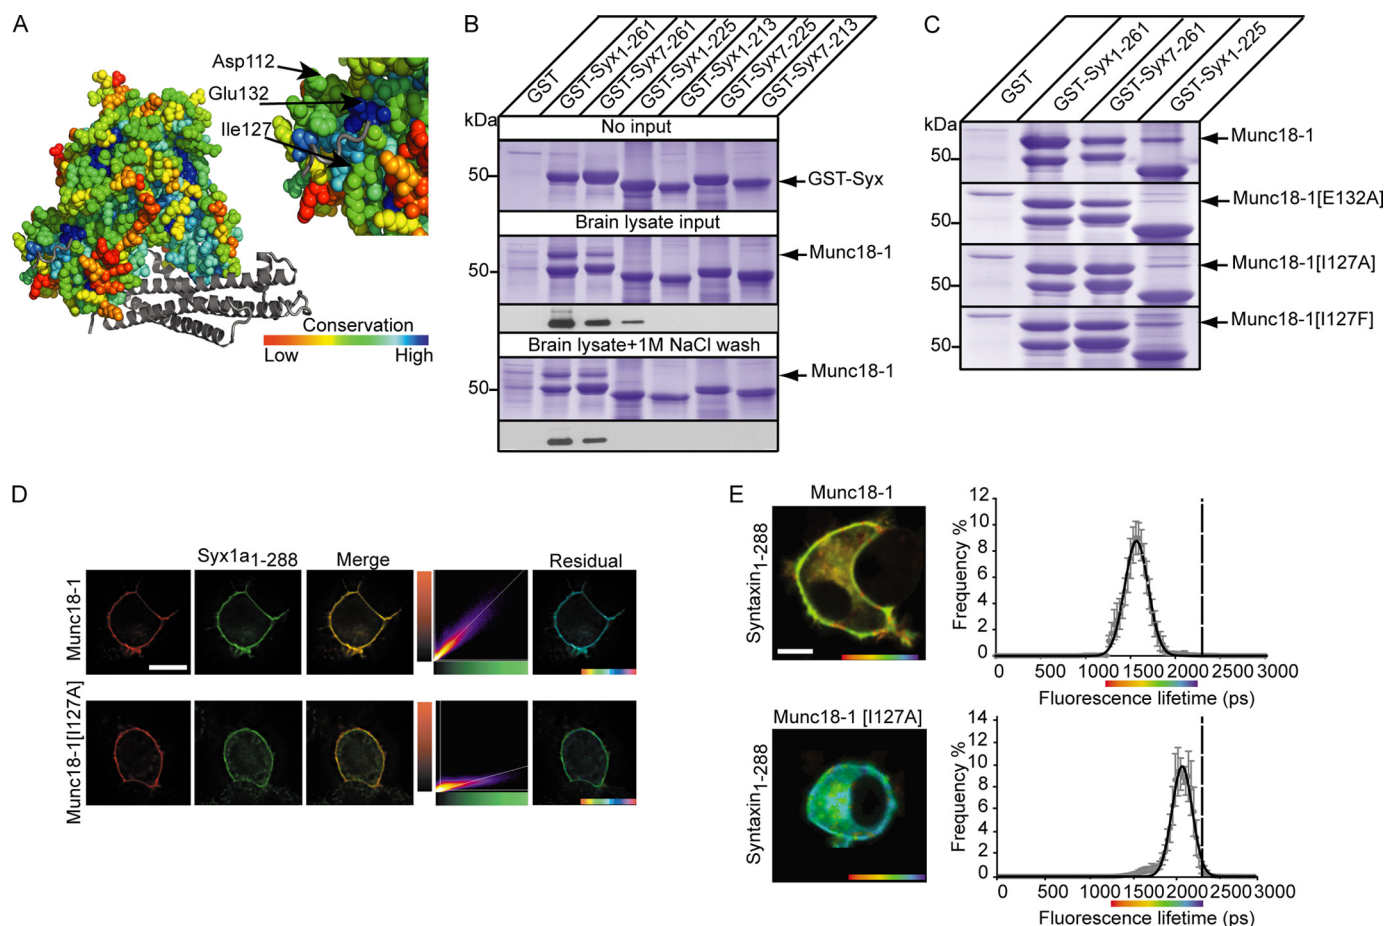 A
Asp112
Glu132
Ile127
Conservation
Low
High
B
GST
GST-Syx1-261
GST-Syx7-261
GST-Syx1-225
GST-Syx1-213
GST-Syx7-225
GST-Syx7-213
kDa
No input
50
GST-Syx
Brain lysate input
Munc18-1
50
Brain lysate+1M NaCl wash
Munc18-1
50
C
GST
GST-Syx1-261
GST-Syx7-261
GST-Syx1-225
kDa
Munc18-1
50
Munc18-1[E132A]
50
Munc18-1[I127A]
50
Munc18-1[I127F]
50
D
Syx1a1-288
Merge
Residual
Munc18-1
Munc18-1[I127A]
E
Munc18-1
Syntaxin1-288
Frequency %
12
10
8
6
4
2
0
0 500 1000 1500 2000 2500 3000
Fluorescence lifetime (ps)
Munc18-1 [I127A]
Syntaxin1-288
Frequency %
14
12
10
8
6
4
2
0
0 500 1000 1500 2000 2500 3000
Fluorescence lifetime (ps)